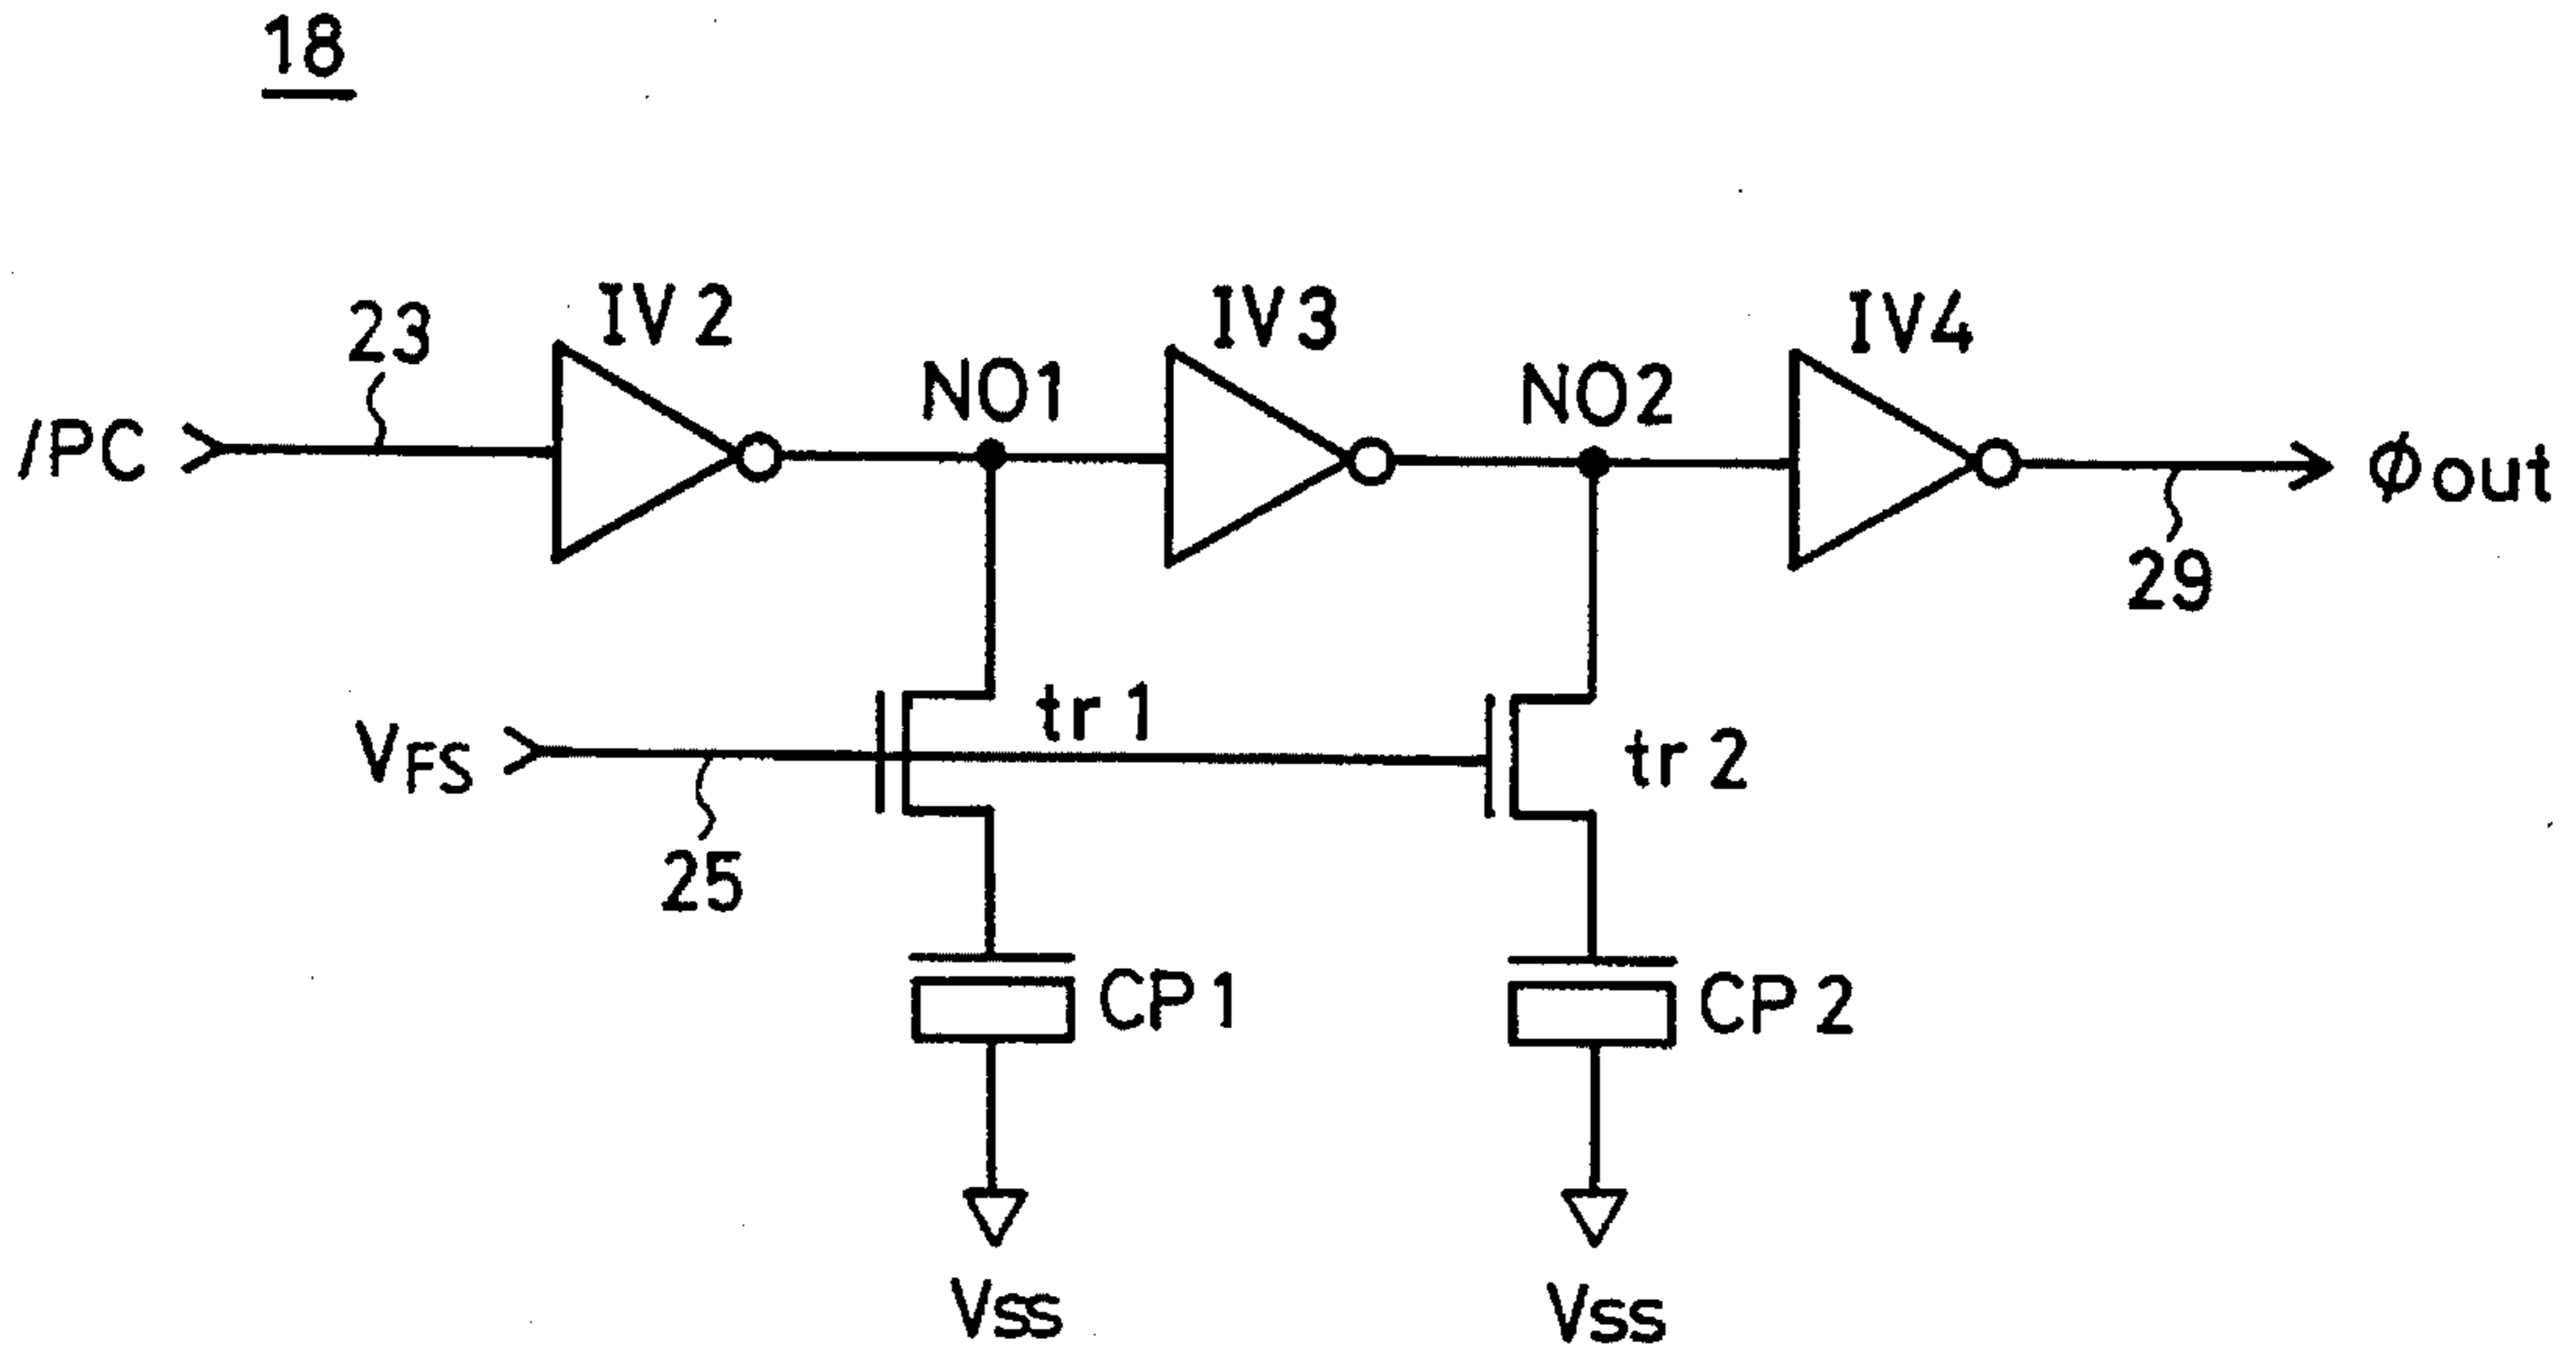 18
IV2
IV3
IV4
23
NO1
NO2
/PC
ϕout
29
tr1
tr2
VFS
25
CP1
CP2
VSS
VSS